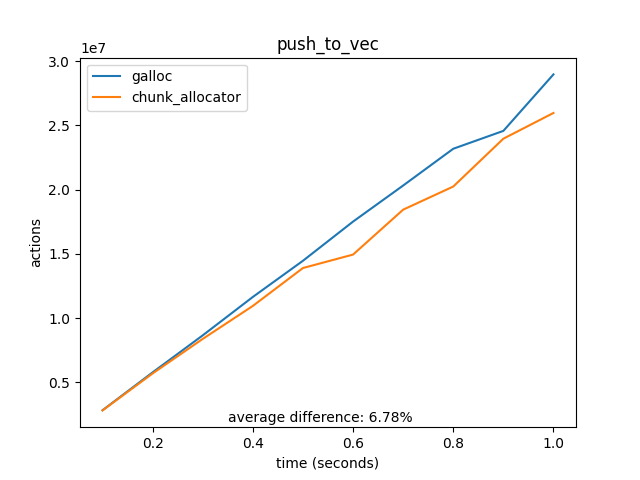 push_to_vec
1e7
galloc
chunk_allocator
3.0
2.5
2.0
1.5
1.0
0.5
actions
average difference: 6.78%
0.2 0.4 0.6 0.8 1.0
time (seconds)